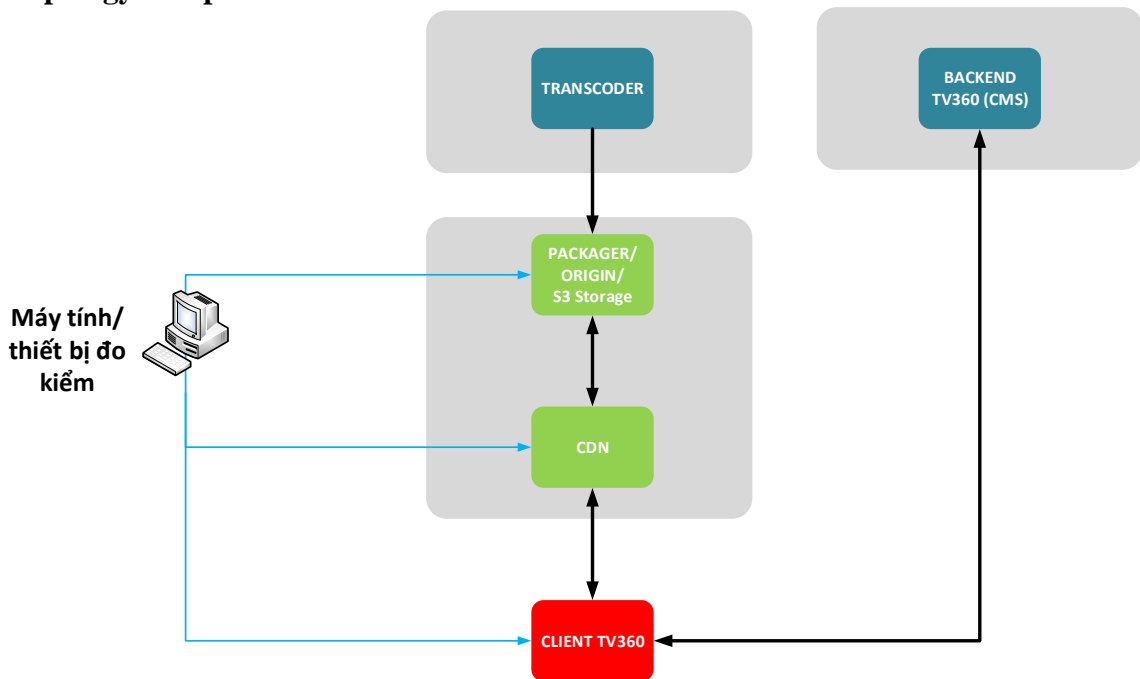 TRANSCODER
BACKEND
TV360 (CMS)
PACKAGER/
ORIGIN/
S3 Storage
Máy tính/
thiết bị đo
kiểm
CDN
CLIENT TV360